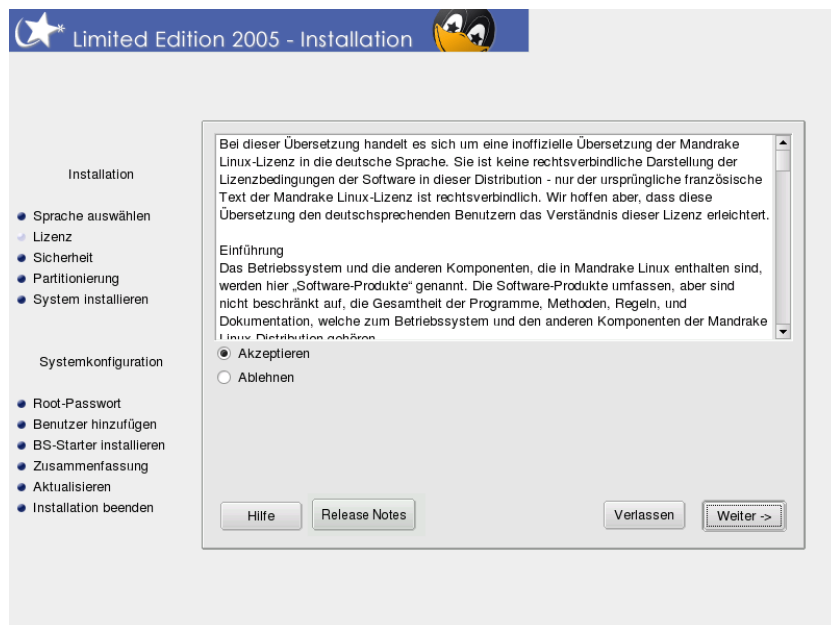 Limited Edition 2005 - Installation
Installation
Sprache auswählen
Lizenz
Sicherheit
Partitionierung
System installieren
Systemkonfiguration
Root-Passwort
Benutzer hinzufügen
BS-Starter installieren
Zusammenfassung
Aktualisieren
Installation beenden
Bei dieser Übersetzung handelt es sich um eine inoffizielle Übersetzung der Mandrake
Linux-Lizenz in die deutsche Sprache. Sie ist keine rechtsverbindliche Darstellung der
Lizenzbedingungen der Software in dieser Distribution - nur der ursprüngliche französische
Text der Mandrake Linux-Lizenz ist rechtsverbindlich. Wir hoffen aber, dass diese
Übersetzung den deutschsprechenden Benutzern das Verständnis dieser Lizenz erleichtert.
Einführung
Das Betriebssystem und die anderen Komponenten, die in Mandrake Linux enthalten sind,
werden hier „Software-Produkte“ genannt. Die Software-Produkte umfassen, aber sind
nicht beschränkt auf, die Gesamtheit der Programme, Methoden, Regeln, und
Dokumentation, welche zum Betriebssystem und den anderen Komponenten der Mandrake
Linux-Distribution gehören
Akzeptieren
Ablehnen
Hilfe
Release Notes
Verlassen
Weiter ->